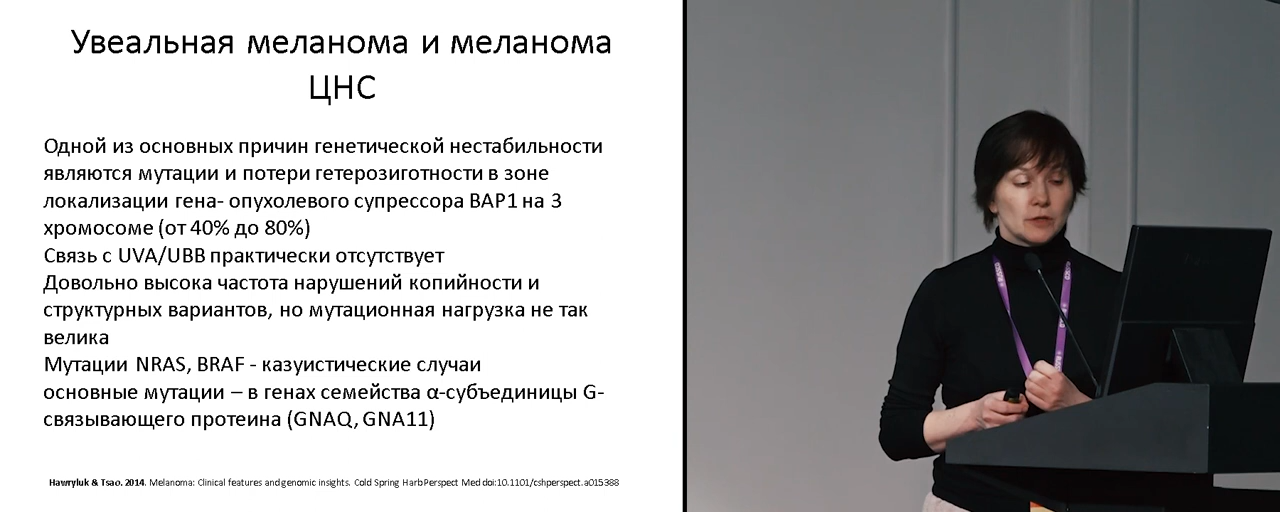 Увеальная меланома и меланома
ЦНС
Одной из основных причин генетической нестабильности
являются мутации и потери гетерозиготности в зоне
локализации гена- опухолевого супрессора BAP1 на 3
хромосоме (от 40% до 80%)
Связь с UVA/UBB практически отсутствует
Довольно высока частота нарушений копийности и
структурных вариантов, но мутационная нагрузка не так
велика
Мутации NRAS, BRAF - казуистические случаи
основные мутации – в генах семейства α-субъединицы G-
связывающего протеина (GNAQ, GNA11)
Hawryluk & Tsao. 2014. Melanoma: Clinical features and genomic insights. Cold Spring Harb Perspect Med doi:10.1101/cshperspect.a015388